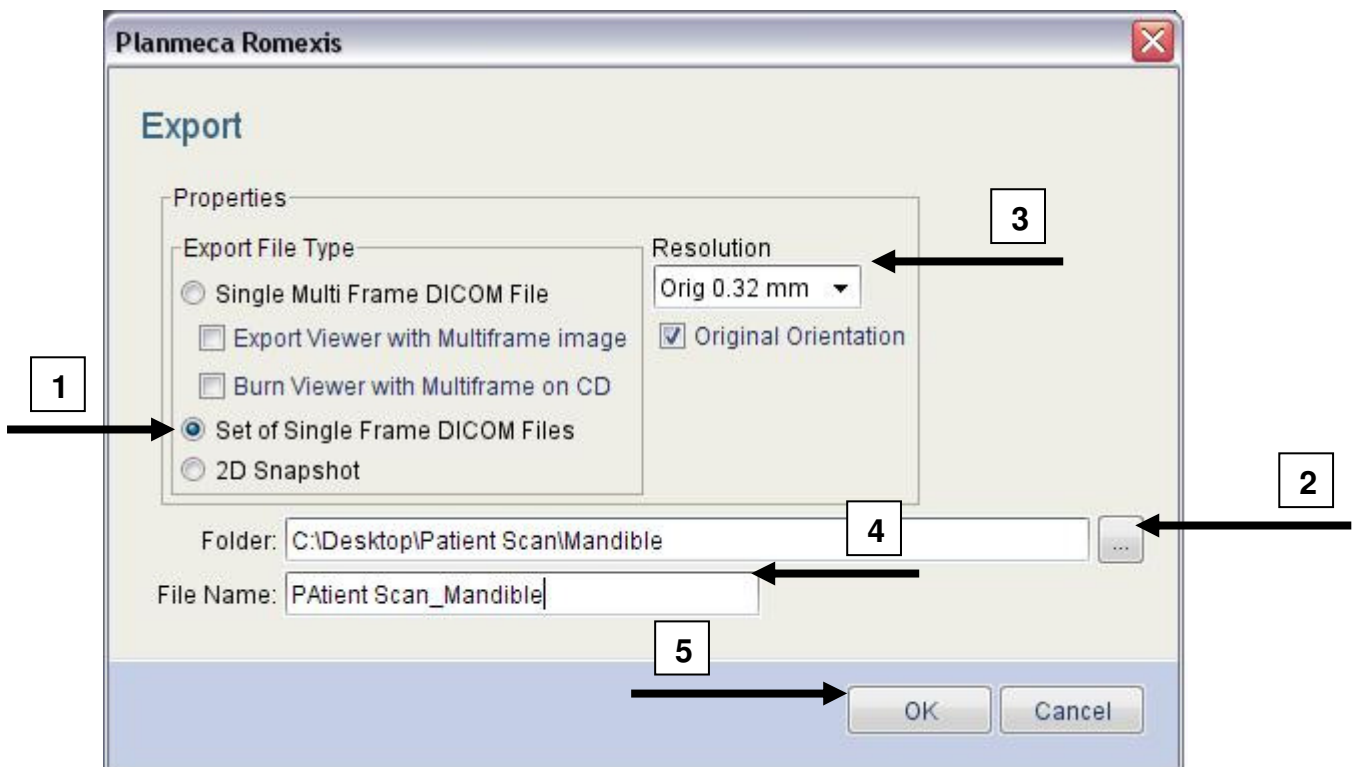 Planmeca Romexis
Export
Properties
3
Export File Type
Resolution
Single Multi Frame DICOM File
Orig 0.32 mm
Export Viewer with Multiframe image
Original Orientation
1
Burn Viewer with Multiframe on CD
Set of Single Frame DICOM Files
2D Snapshot
2
4
Folder: C:\Desktop\Patient Scan\Mandible ...
File Name: PAtient Scan_Mandible
5
OK Cancel